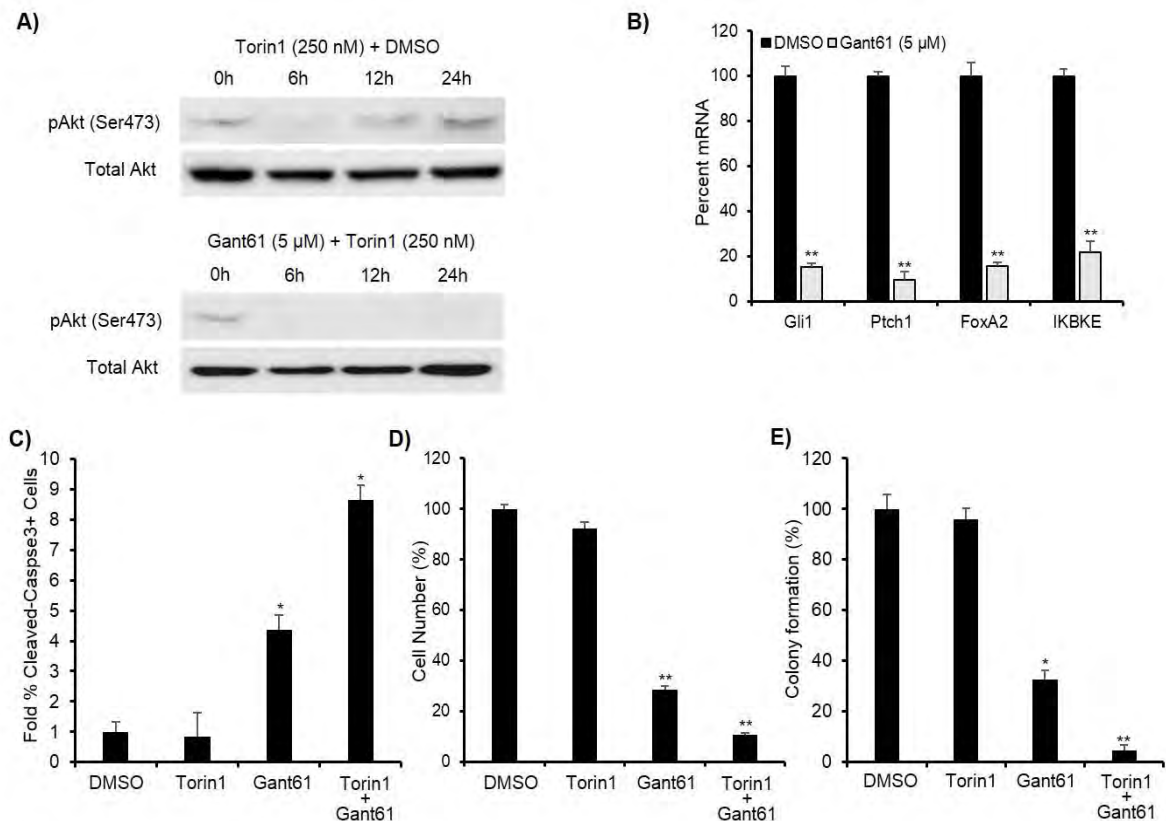 A)
Torin1 (250 nM) + DMSO
0h 6h 12h 24h
pAkt (Ser473)
Total Akt
Gant61 (5 µM) + Torin1 (250 nM)
0h 6h 12h 24h
pAkt (Ser473)
Total Akt
B)
DMSO Gant61 (5 µM)
Percent mRNA
120
100
80
60
40
20
0
** ** ** **
Gli1 Ptch1 FoxA2 IKBKE
C)
Fold % Cleaved-Caspse3+ Cells
10
9
8
7
6
5
4
3
2
1
0
* *
DMSO Torin1 Gant61 Torin1
+
Gant61
D)
Cell Number (%)
120
100
80
60
40
20
0
** **
DMSO Torin1 Gant61 Torin1
+
Gant61
E)
Colony formation (%)
120
100
80
60
40
20
0
* **
DMSO Torin1 Gant61 Torin1
+
Gant61